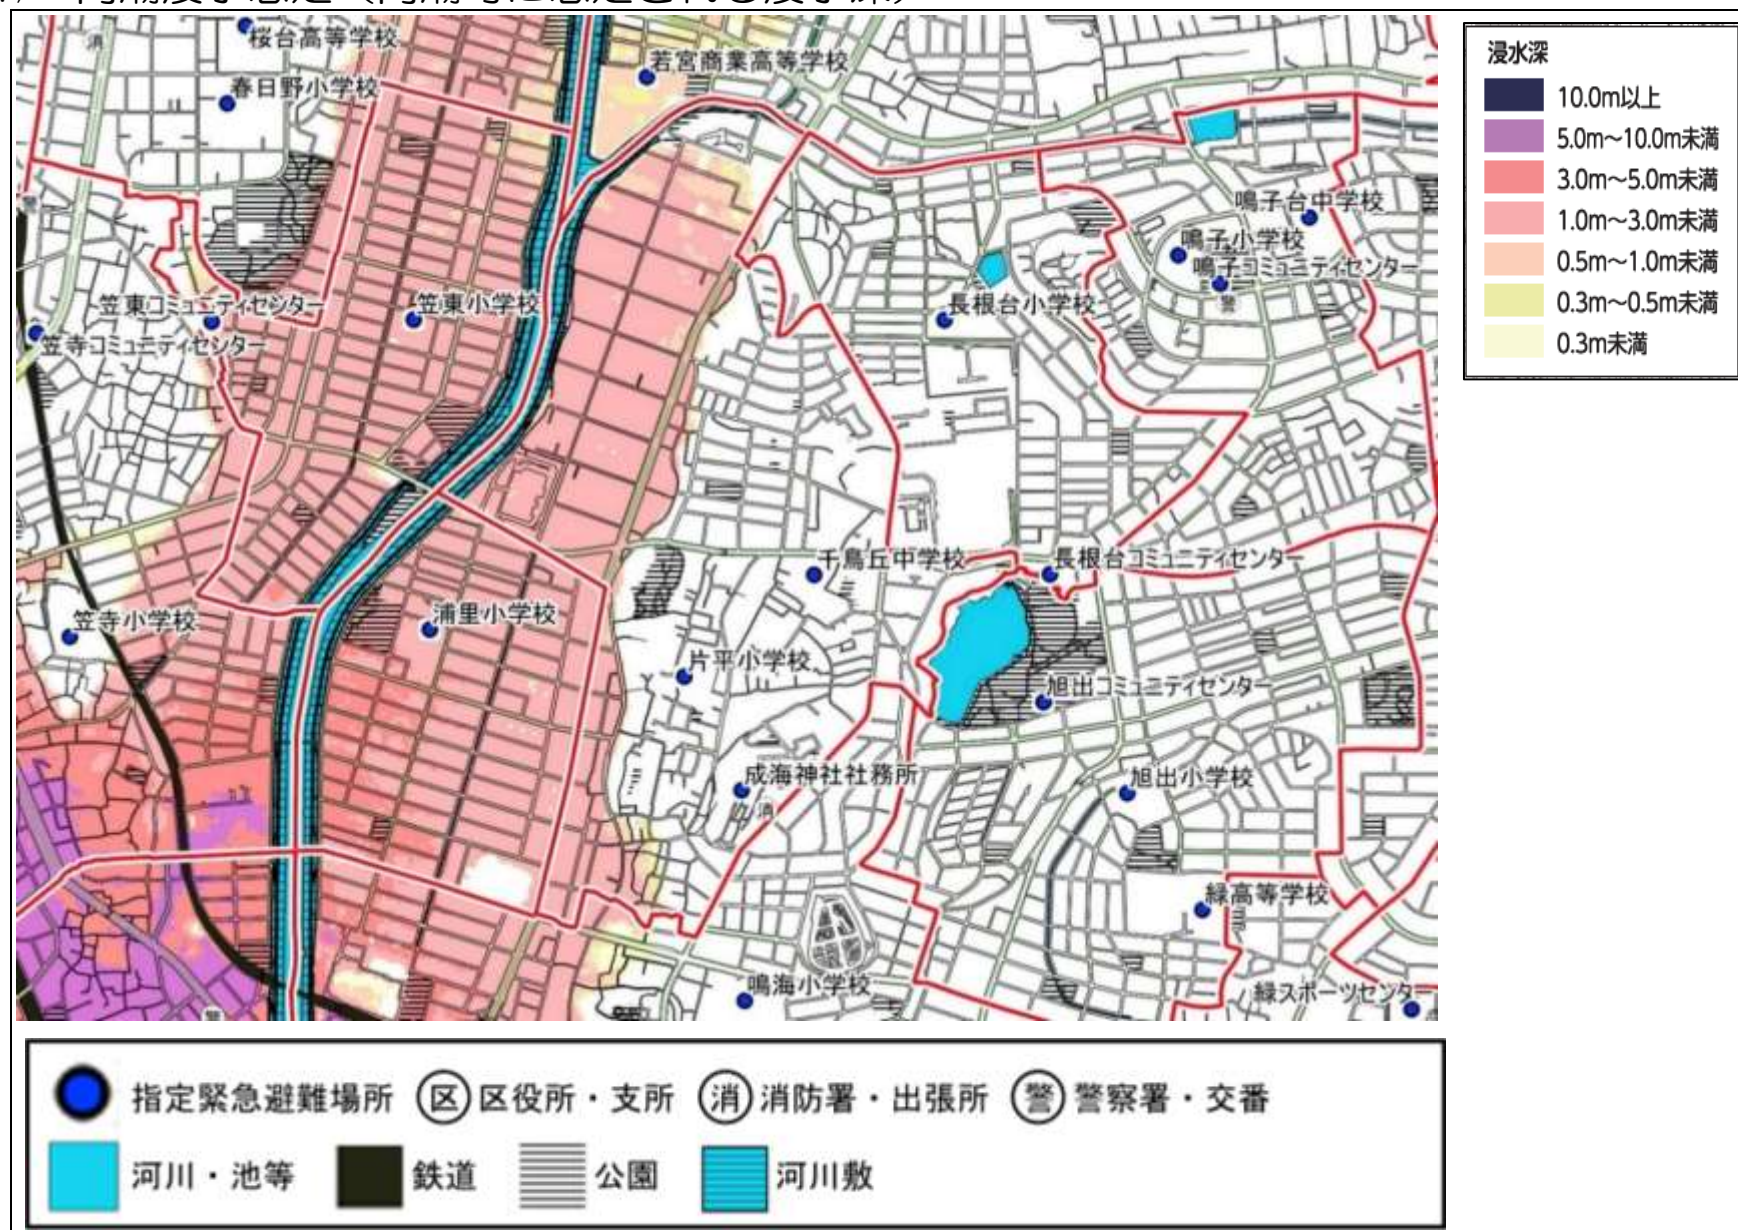 桜台高等学校
消
若宮商業高等学校
春日野小学校
鳴子台中学校
鳴子小学校
鳴子コミュニティセンター
警
警
笠東コミュニティセンター
笠東小学校
長根台小学校
笠寺コミュニティセンター
千鳥丘中学校
長根台コミュニティセンター
笠寺小学校
浦里小学校
片平小学校
旭出コミュニティセンター
成海神社社務所
旭出小学校
消
緑高等学校
鳴海小学校
緑スポーツセンター
警
浸水深
10.0m以上
5.0m～10.0m未満
3.0m～5.0m未満
1.0m～3.0m未満
0.5m～1.0m未満
0.3m～0.5m未満
0.3m未満
指定緊急避難場所 区 区役所・支所 消 消防署・出張所 警 警察署・交番
河川・池等 鉄道 公園 河川敷